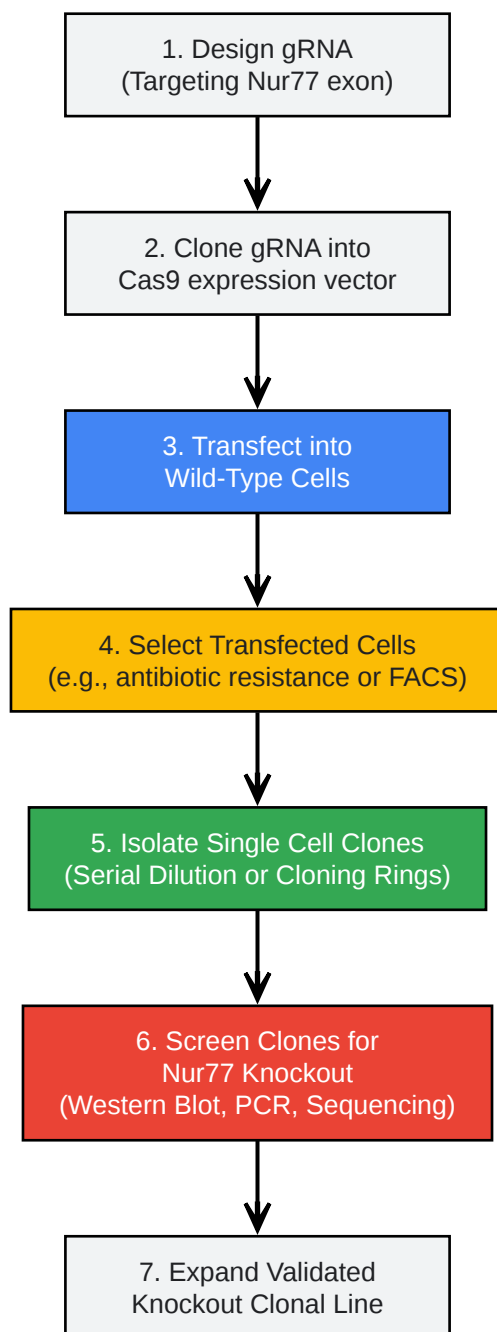 1. Design gRNA
(Targeting Nur77 exon)
2. Clone gRNA into
Cas9 expression vector
3. Transfect into
Wild-Type Cells
4. Select Transfected Cells
(e.g., antibiotic resistance or FACS)
5. Isolate Single Cell Clones
(Serial Dilution or Cloning Rings)
6. Screen Clones for
Nur77 Knockout
(Western Blot, PCR, Sequencing)
7. Expand Validated
Knockout Clonal Line